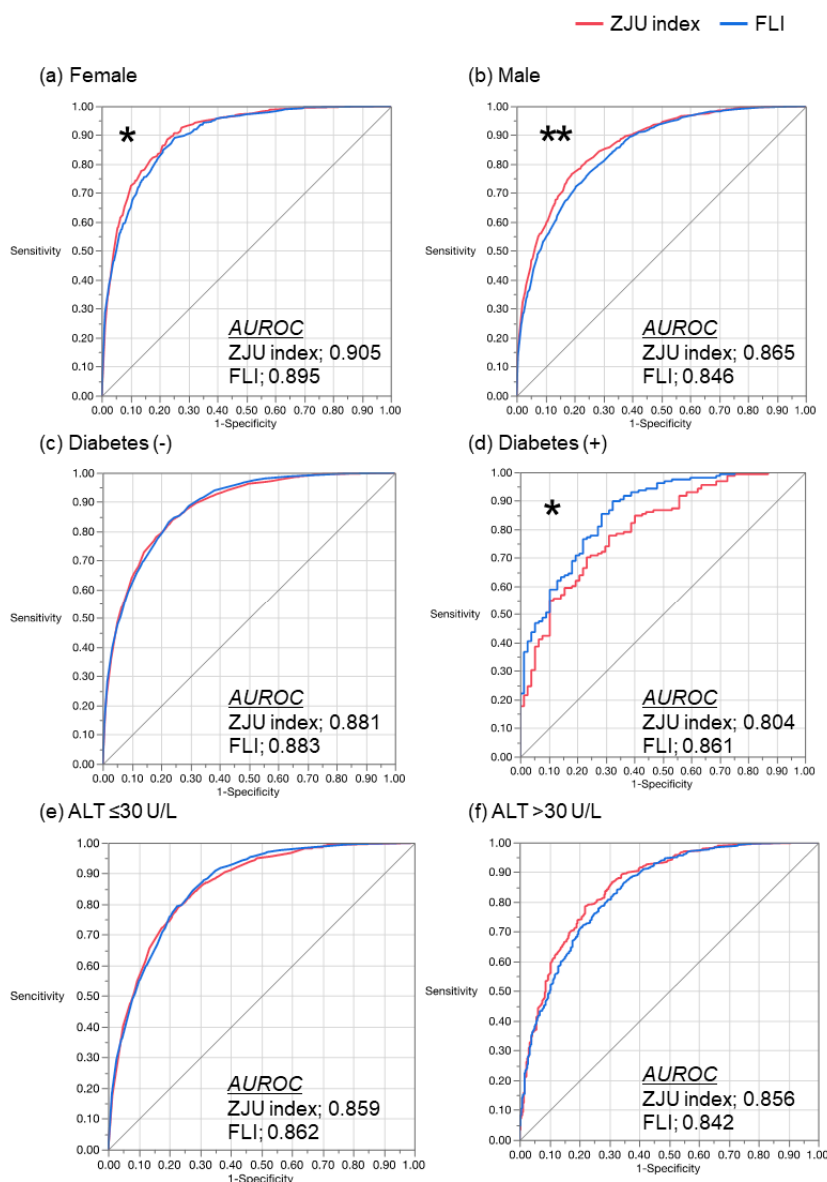 ZJU index FLI
(a) Female
1.00
0.90
0.80
0.70
0.60
Sensitivity 0.50
0.40
0.30
0.20
0.10
0.00
*
AUROC
ZJU index; 0.905
FLI; 0.895
0.00 0.10 0.20 0.30 0.40 0.50 0.60 0.70 0.80 0.90 1.00
1-Specificity
(b) Male
1.00
0.90
0.80
0.70
0.60
Sensitivity 0.50
0.40
0.30
0.20
0.10
0.00
**
AUROC
ZJU index; 0.865
FLI; 0.846
0.00 0.10 0.20 0.30 0.40 0.50 0.60 0.70 0.80 0.90 1.00
1-Specificity
(c) Diabetes (-)
1.00
0.90
0.80
0.70
0.60
Sensitivity 0.50
0.40
0.30
0.20
0.10
0.00
AUROC
ZJU index; 0.881
FLI; 0.883
0.00 0.10 0.20 0.30 0.40 0.50 0.60 0.70 0.80 0.90 1.00
1-Specificity
(d) Diabetes (+)
1.00
0.90
0.80
0.70
0.60
Sensitivity 0.50
0.40
0.30
0.20
0.10
0.00
*
AUROC
ZJU index; 0.804
FLI; 0.861
0.00 0.10 0.20 0.30 0.40 0.50 0.60 0.70 0.80 0.90 1.00
1-Specificity
(e) ALT ≤30 U/L
1.00
0.90
0.80
0.70
0.60
Sencitivity 0.50
0.40
0.30
0.20
0.10
0.00
AUROC
ZJU index; 0.859
FLI; 0.862
0.00 0.10 0.20 0.30 0.40 0.50 0.60 0.70 0.80 0.90 1.00
1-Specificity
(f) ALT >30 U/L
1.00
0.90
0.80
0.70
0.60
Sensitivity 0.50
0.40
0.30
0.20
0.10
0.00
AUROC
ZJU index; 0.856
FLI; 0.842
0.00 0.10 0.20 0.30 0.40 0.50 0.60 0.70 0.80 0.90 1.00
1-Specificity